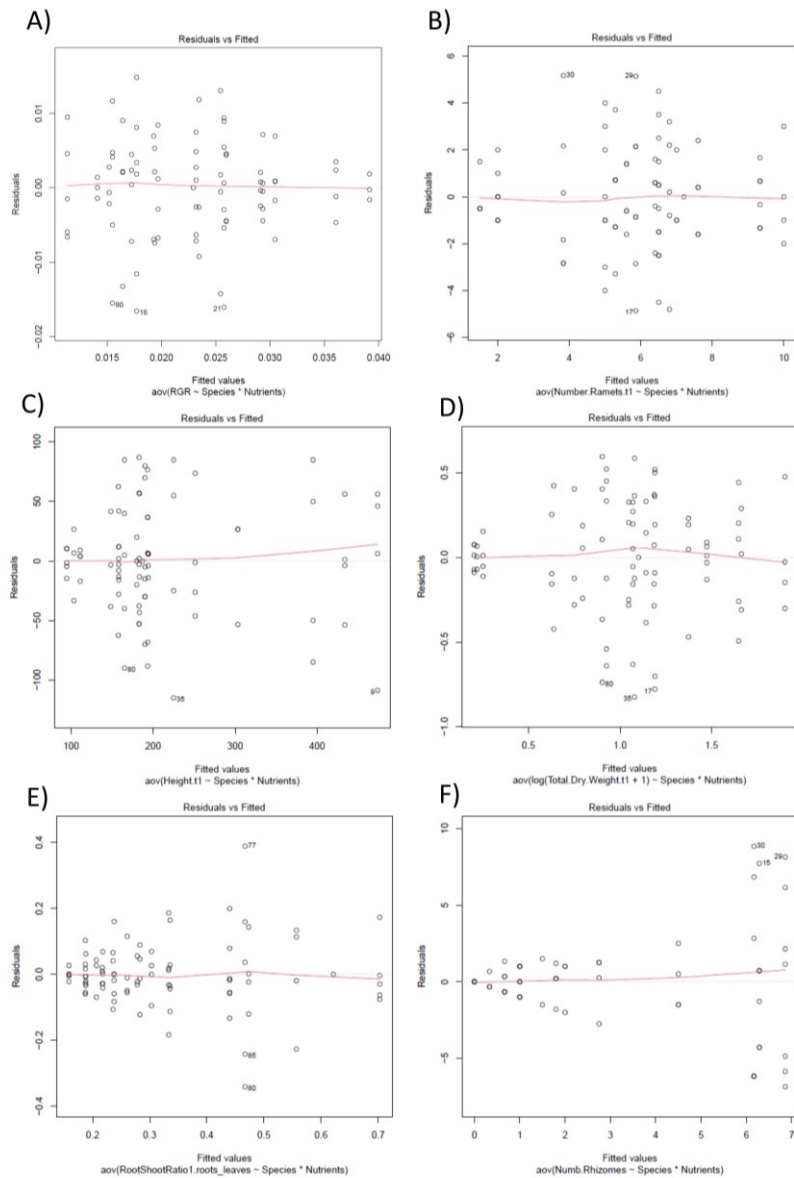 A)
Residuals vs Fitted
Residuals
0.01
0.00
−0.01
−0.02
80
16
21
0.015 0.020 0.025 0.030 0.035 0.040
Fitted values
aov(RGR ~ Species * Nutrients)
B)
Residuals vs Fitted
Residuals
6
4
2
0
−2
−4
−6
30
29
17
2 4 6 8 10
Fitted values
aov(Number.Ramets.t1 ~ Species * Nutrients)
C)
Residuals vs Fitted
Residuals
100
50
0
−50
−100
60
35
9
100 200 300 400
Fitted values
aov(Height.t1 ~ Species * Nutrients)
D)
Residuals vs Fitted
Residuals
0.5
0.0
−0.5
−1.0
80
35
17
0.5 1.0 1.5
Fitted values
aov(log(Total.Dry.Weight.t1 + 1) ~ Species * Nutrients)
E)
Residuals vs Fitted
Residuals
0.4
0.2
0.0
−0.2
−0.4
77
80
0.2 0.3 0.4 0.5 0.6 0.7
Fitted values
aov(RootShootRatio1.roots_leaves ~ Species * Nutrients)
F)
Residuals vs Fitted
Residuals
10
5
0
−5
30
15
29
0 1 2 3 4 5 6 7
Fitted values
aov(Numb.Rhizomes ~ Species * Nutrients)